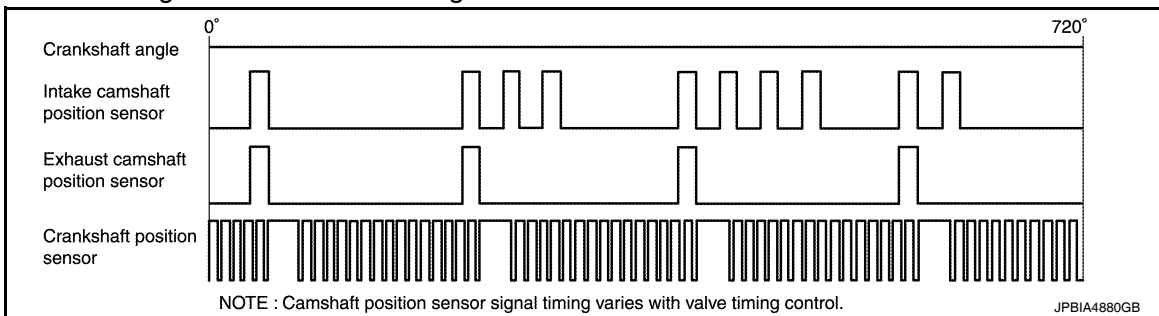 0° 720°
Crankshaft angle
Intake camshaft
position sensor
Exhaust camshaft
position sensor
Crankshaft position
sensor
NOTE : Camshaft position sensor signal timing varies with valve timing control.
JPBIA4880GB